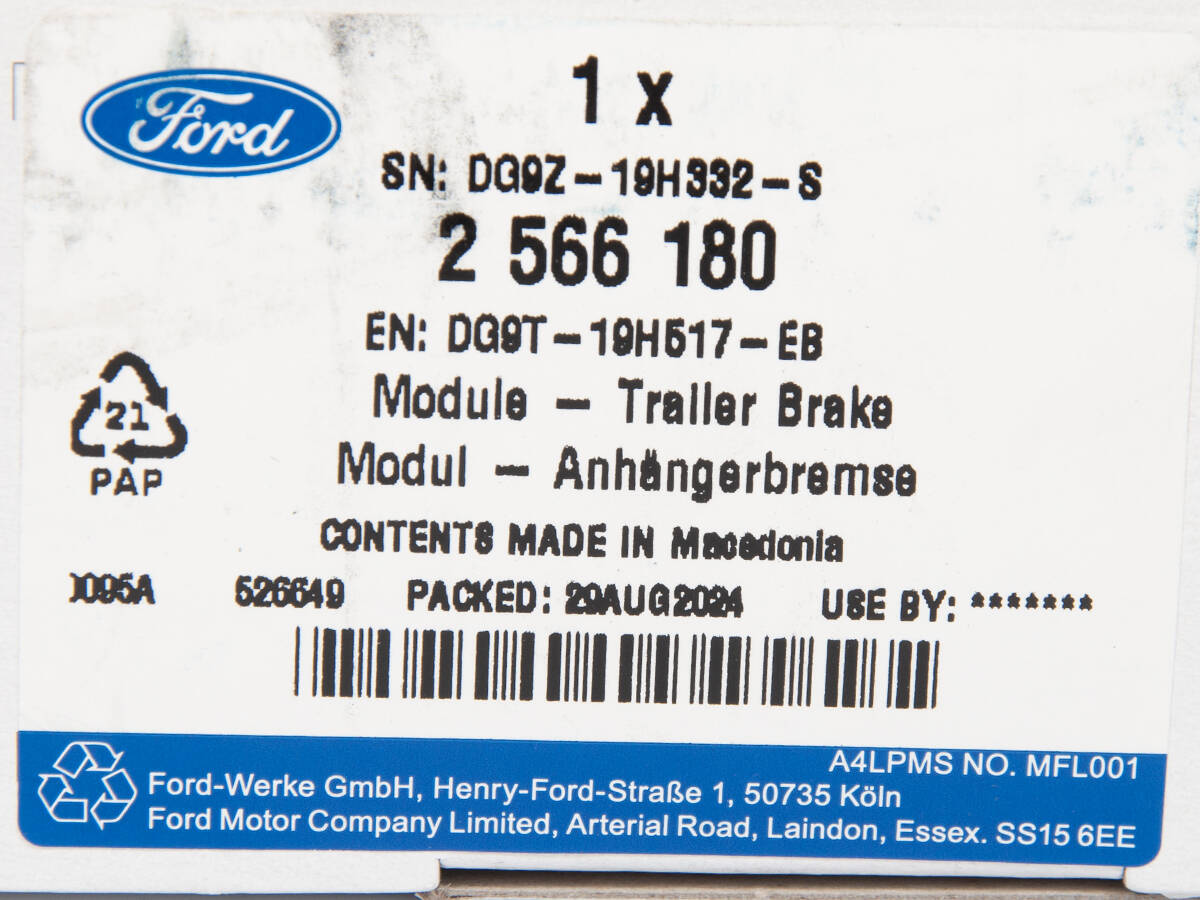 Ford
1 x
SN: DG9Z-19H332-S
2 566 180
EN: DG9T-19H517-EB
Module - Trailer Brake
Modul - Anhängerbremse
21
PAP
CONTENTS MADE IN Macedonia
526649 PACKED: 29AUG2024 USE BY: *******
A4LPMS NO. MFL001
Ford-Werke GmbH, Henry-Ford-Straße 1, 50735 Köln
Ford Motor Company Limited, Arterial Road, Laindon, Essex. SS15 6EE